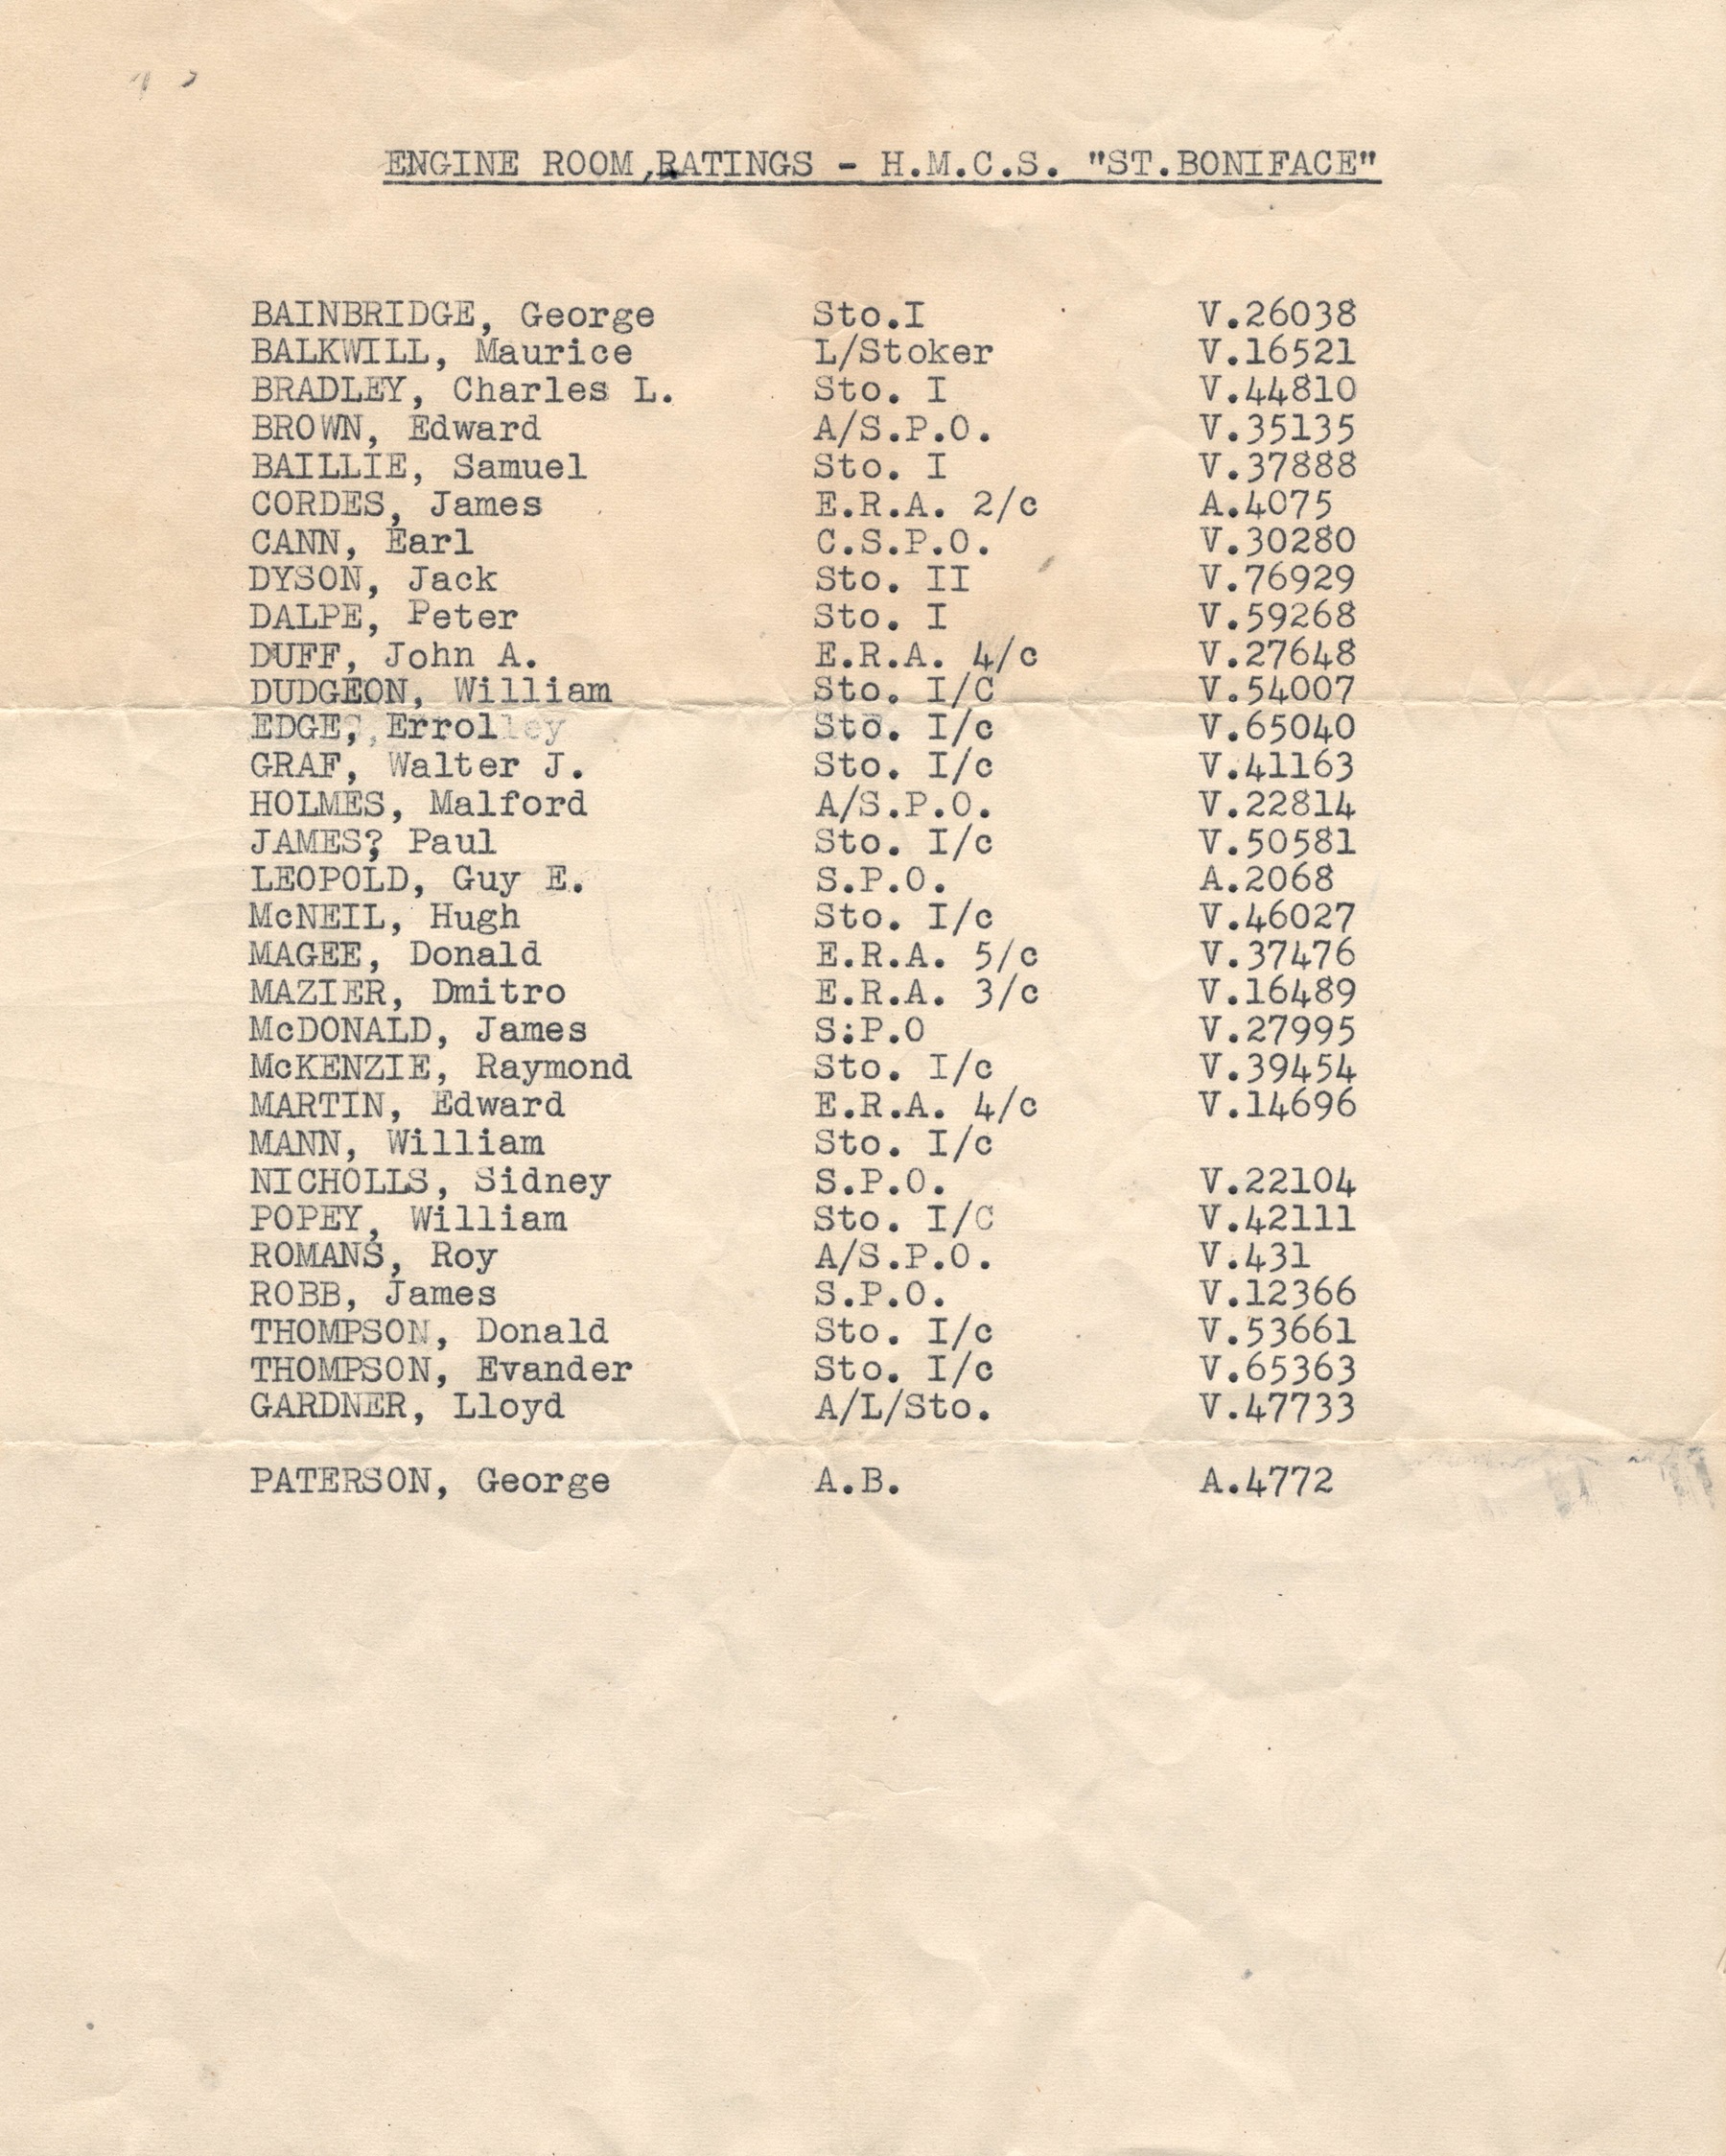 ENGINE ROOM RATINGS - H.M.C.S. "ST.BONIFACE"
BAINBRIDGE, George Sto.I V.26038
BALKWILL, Maurice L/Stoker V.16521
BRADLEY, Charles L. Sto. I V.44810
BROWN, Edward A/S.P.O. V.35135
BAILLIE, Samuel Sto. I V.37888
CORDES, James E.R.A. 2/c A.4075
CANN, Earl C.S.P.O. V.30280
DYSON, Jack Sto. II V.76929
DALPE, Peter Sto. I V.59268
DUFF, John A. E.R.A. 4/c V.27648
DUDGEON, William Sto. I/C V.54007
EDGE, Errol Sto. I/c V.65040
GRAF, Walter J. Sto. I/c V.41163
HOLMES, Malford A/S.P.O. V.22814
JAMES? Paul Sto. I/c V.50581
LEOPOLD, Guy E. S.P.O. A.2068
McNEIL, Hugh Sto. I/c V.46027
MAGEE, Donald E.R.A. 5/c V.37476
MAZIER, Dmitro E.R.A. 3/c V.16489
McDONALD, James S:P.O V.27995
McKENZIE, Raymond Sto. I/c V.39454
MARTIN, Edward E.R.A. 4/c V.14696
MANN, William Sto. I/c
NICHOLLS, Sidney S.P.O. V.22104
POPEY, William Sto. I/C V.42111
ROMANS, Roy A/S.P.O. V.431
ROBB, James S.P.O. V.12366
THOMPSON, Donald Sto. I/c V.53661
THOMPSON, Evander Sto. I/c V.65363
GARDNER, Lloyd A/L/Sto. V.47733
PATERSON, George A.B. A.4772